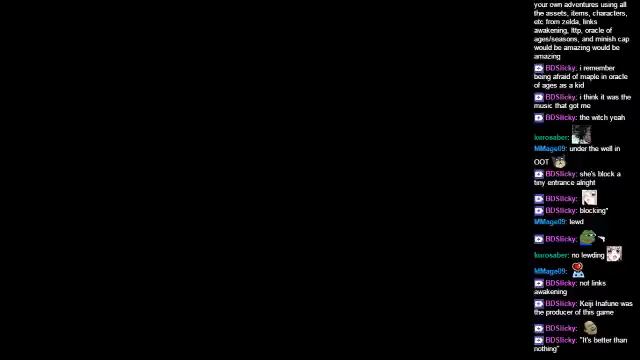 your own adventures using all
the assets, items, characters,
etc from zelda, links
awakening, lttp, oracle of
ages/seasons, and minish cap
would be amazing would be
amazing
BDSlicky: i remember
being afraid of maple in oracle
of ages as a kid
BDSlicky: i think it was the
music that got me
BDSlicky: the witch yeah
kurosaber:
MMage09: under the well in
OOT
BDSlicky: she's block a
tiny entrance alright
BDSlicky:
BDSlicky: blocking*
MMage09: lewd
BDSlicky:
kurosaber: no lewding
MMage09:
BDSlicky: not links
awakening
BDSlicky: Keiji Inafune was
the producer of this game
BDSlicky:
BDSlicky: "It's better than
nothing"